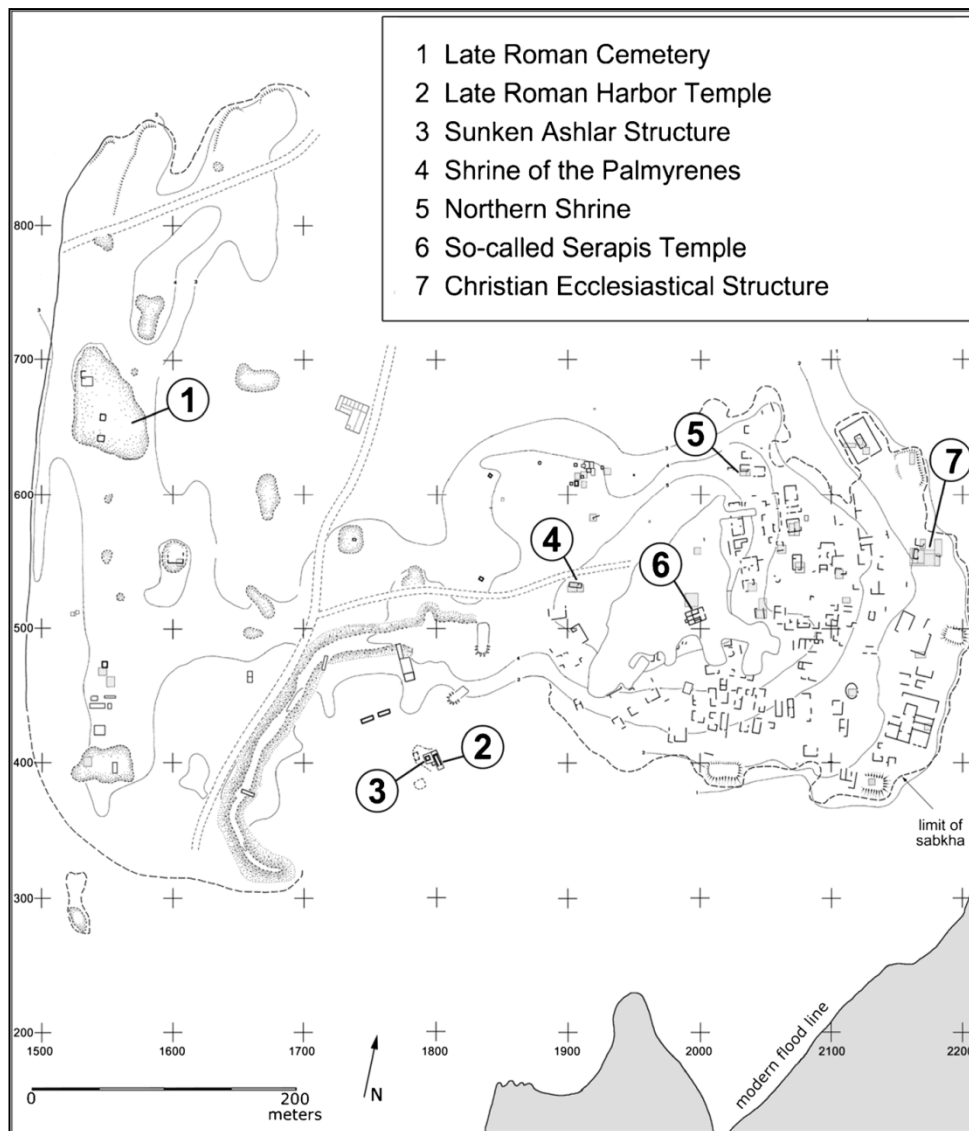 1 Late Roman Cemetery
2 Late Roman Harbor Temple
3 Sunken Ashlar Structure
4 Shrine of the Palmyrenes
5 Northern Shrine
6 So-called Serapis Temple
7 Christian Ecclesiastical Structure
800
700
1
5
600
7
4
6
500
2
3
400
limit of
sabkha
300
modern flood line
200
1500 1600 1700 1800 1900 2000 2100 2200
N
0 200
meters